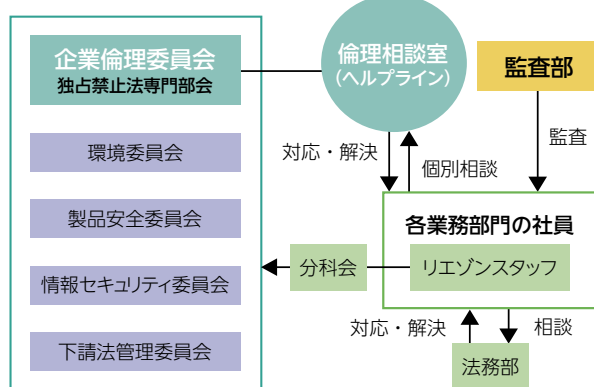 企業倫理委員会
独占禁止法専門部会
環境委員会
製品安全委員会
情報セキュリティ委員会
下請法管理委員会
倫理相談室
(ヘルプライン)
監査部
監査
対応・解決
個別相談
各業務部門の社員
分科会
リエゾンスタッフ
対応・解決
相談
法務部